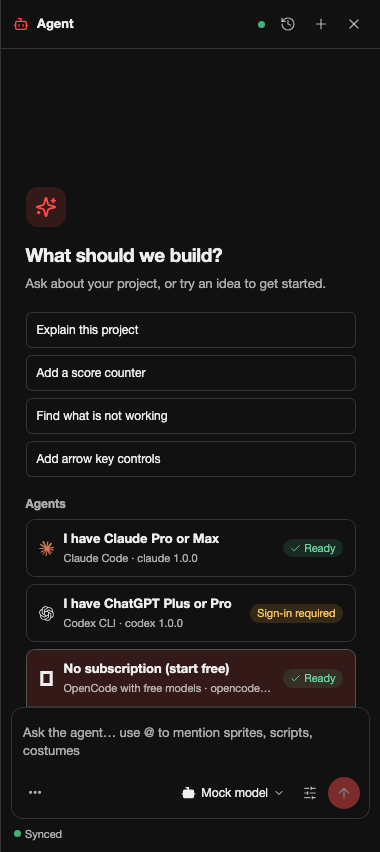 Agent
What should we build?
Ask about your project, or try an idea to get started.
Explain this project
Add a score counter
Find what is not working
Add arrow key controls
Agents
I have Claude Pro or Max
Claude Code · claude 1.0.0
Ready
I have ChatGPT Plus or Pro
Codex CLI · codex 1.0.0
Sign-in required
No subscription (start free)
OpenCode with free models · opencode...
Ready
Ask the agent... use @ to mention sprites, scripts,
costumes
Mock model
Synced